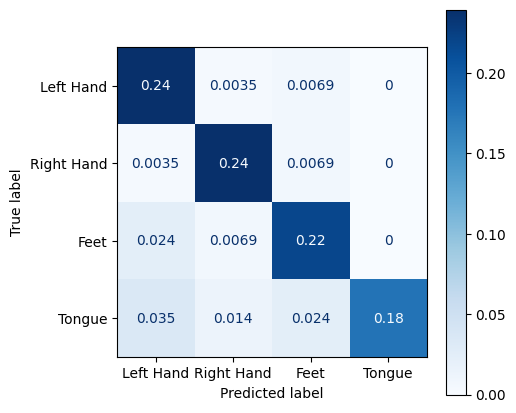 Left Hand 0.24 0.0035 0.0069 0
Right Hand 0.0035 0.24 0.0069 0
Feet 0.024 0.0069 0.22 0
Tongue 0.035 0.014 0.024 0.18
Left Hand Right Hand Feet Tongue
Predicted label
True label
0.20
0.15
0.10
0.05
0.00